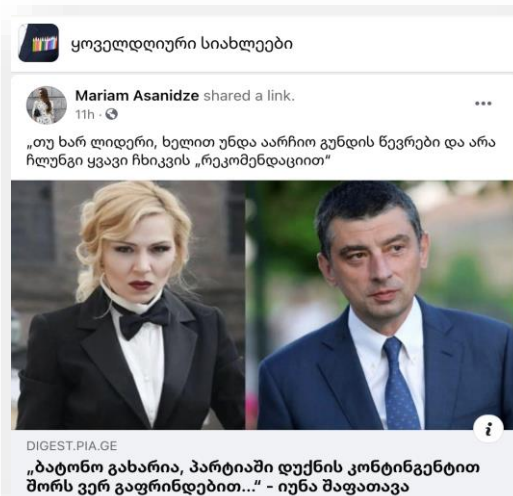 ყოველდღიური სიახლეები
Mariam Asanidze shared a link.
11h ·
„თუ ხარ ლიდერი, ხელით უნდა აარჩიო გუნდის წევრები და არა
ჩლუნგი ყვავი ჩხიკვის „რეკომენდაციით“
DIGEST.PIA.GE
„ბატონო გახარია, პარტიაში დუქნის კონტინგენტით
შორს ვერ გაფრინდებით...“ - იუნა შაფათავა